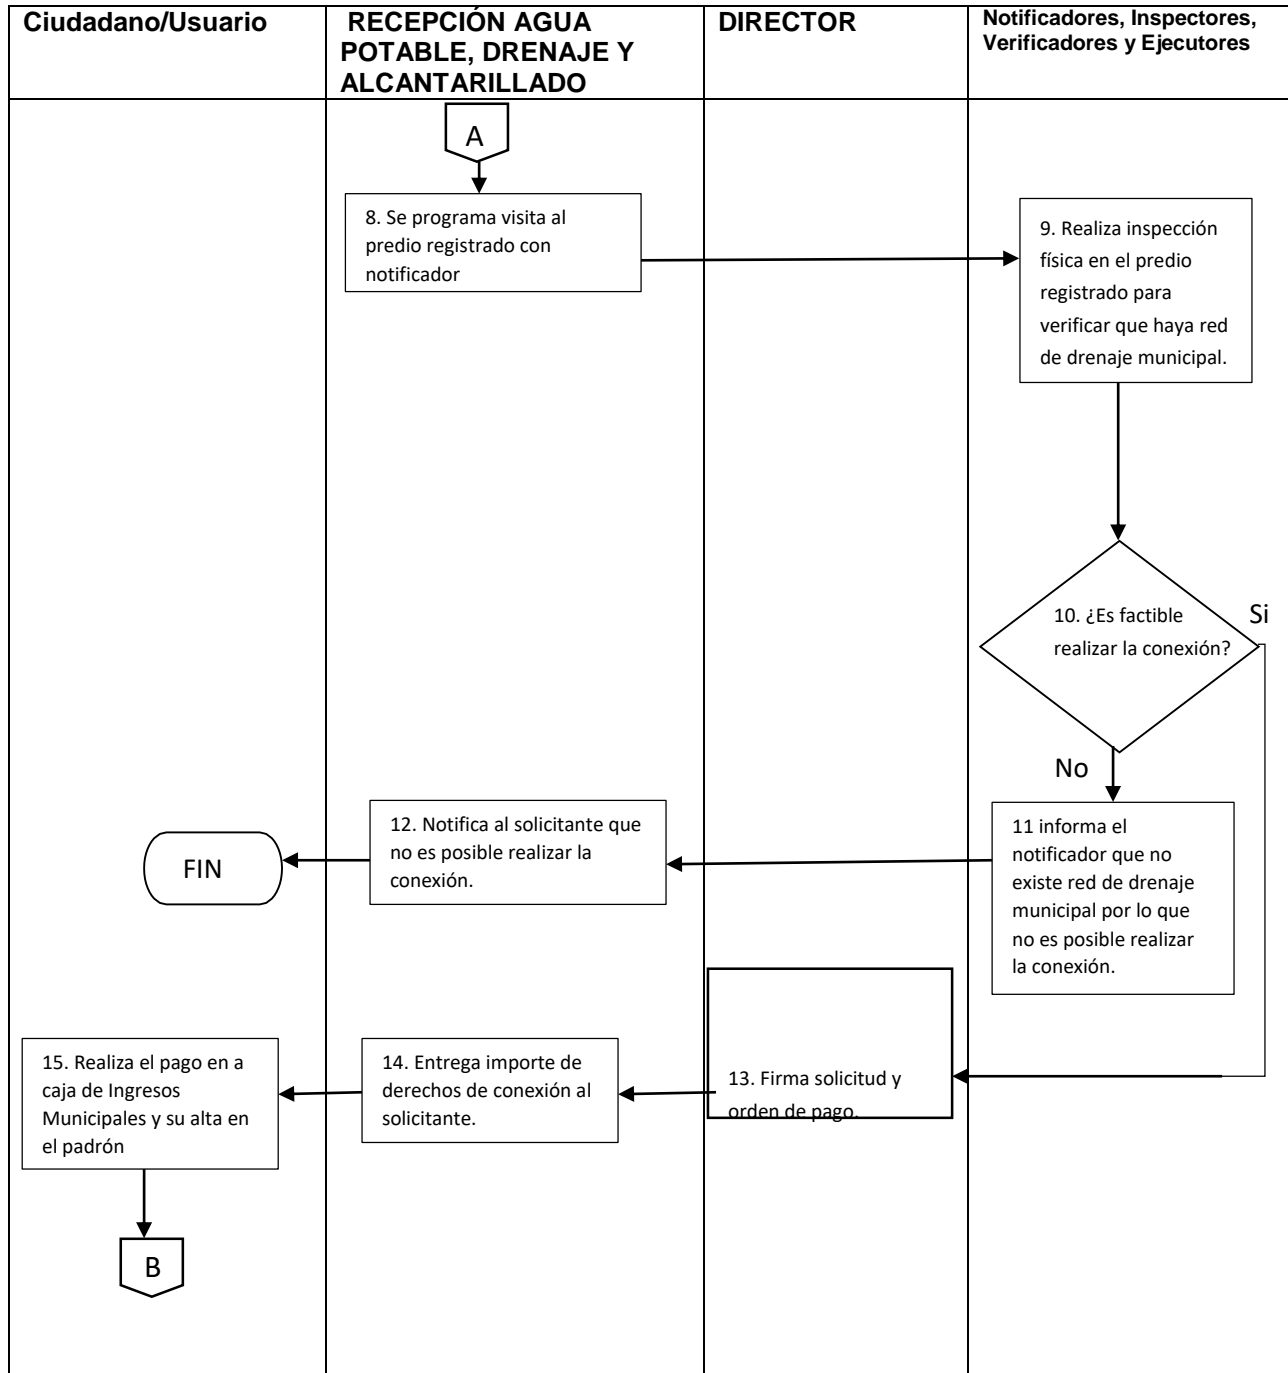 Ciudadano/Usuario
RECEPCIÓN AGUA
POTABLE, DRENAJE Y
ALCANTARILLADO
DIRECTOR
Notificadores, Inspectores,
Verificadores y Ejecutores
A
8. Se programa visita al
predio registrado con
notificador
9. Realiza inspección
física en el predio
registrado para
verificar que haya red
de drenaje municipal.
10. ¿Es factible
realizar la conexión?
Si
No
11 informa el
notificador que no
existe red de drenaje
municipal por lo que
no es posible realizar
la conexión.
12. Notifica al solicitante que
no es posible realizar la
conexión.
FIN
13. Firma solicitud y
orden de pago.
14. Entrega importe de
derechos de conexión al
solicitante.
15. Realiza el pago en a
caja de Ingresos
Municipales y su alta en
el padrón
B